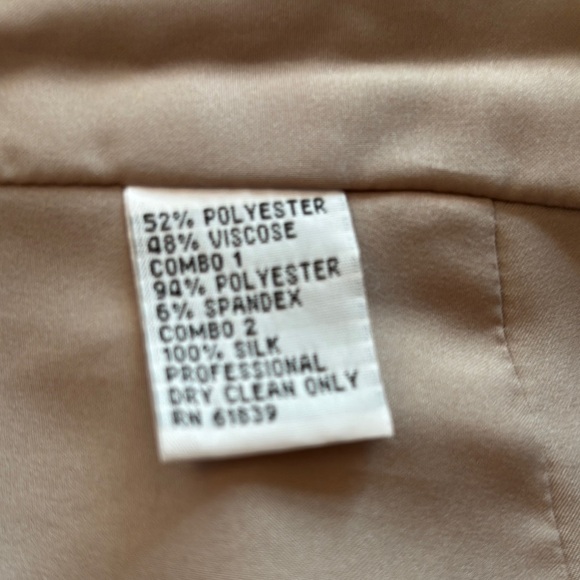 52% POLYESTER
48% VISCOSE
COMBO 1
94% POLYESTER
6% SPANDEX
COMBO 2
100% SILK
PROFESSIONAL
DRY CLEAN ONLY
RN 61839